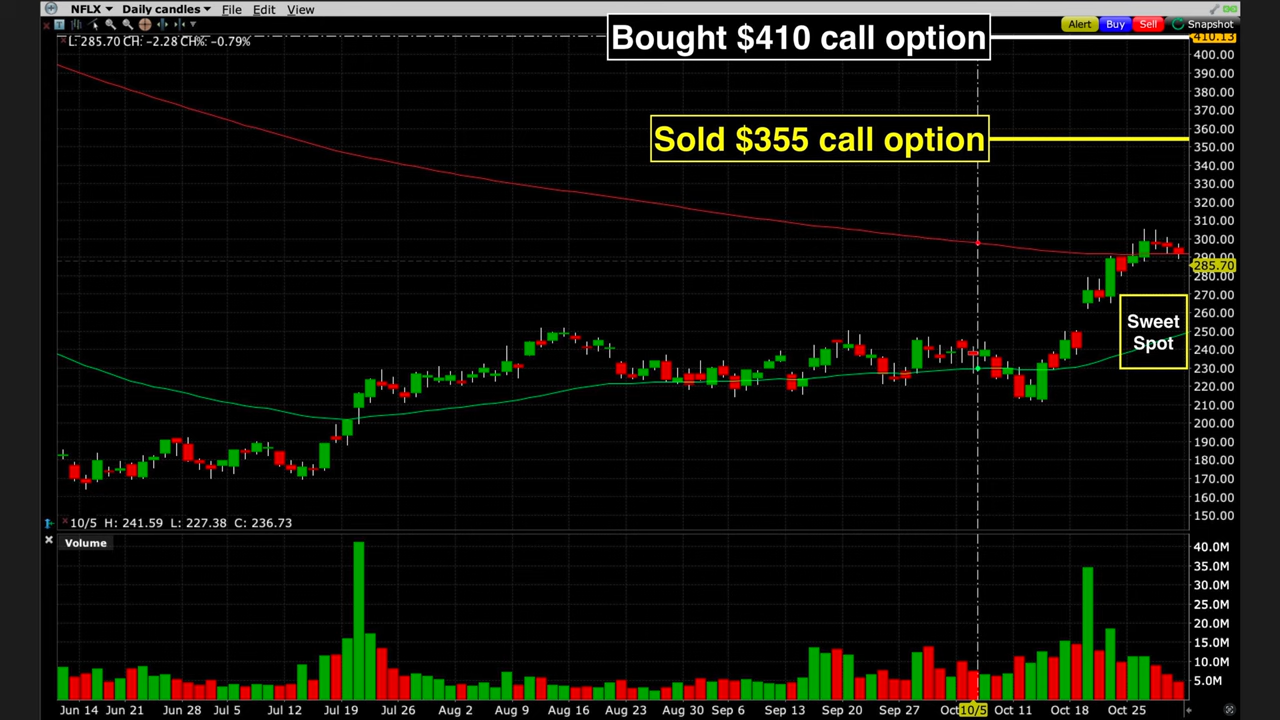 NFLX Daily candles File Edit View
Alert Buy Sell Snapshot
L: 285.70 CH: -2.28 CH%: -0.79%
Bought $410 call option
410.13
400.00
390.00
380.00
370.00
Sold $355 call option
360.00
350.00
340.00
330.00
320.00
310.00
300.00
290.00
285.70
280.00
270.00
260.00
250.00
240.00
230.00
220.00
210.00
200.00
190.00
180.00
170.00
160.00
150.00
Sweet
Spot
10/5 H: 241.59 L: 227.38 C: 236.73
Volume
40.0M
35.0M
30.0M
25.0M
20.0M
15.0M
10.0M
5.0M
Jun 14 Jun 21 Jun 28 Jul 5 Jul 12 Jul 19 Jul 26 Aug 2 Aug 9 Aug 16 Aug 23 Aug 30 Sep 6 Sep 13 Sep 20 Sep 27 Oct 10/5 Oct 11 Oct 18 Oct 25